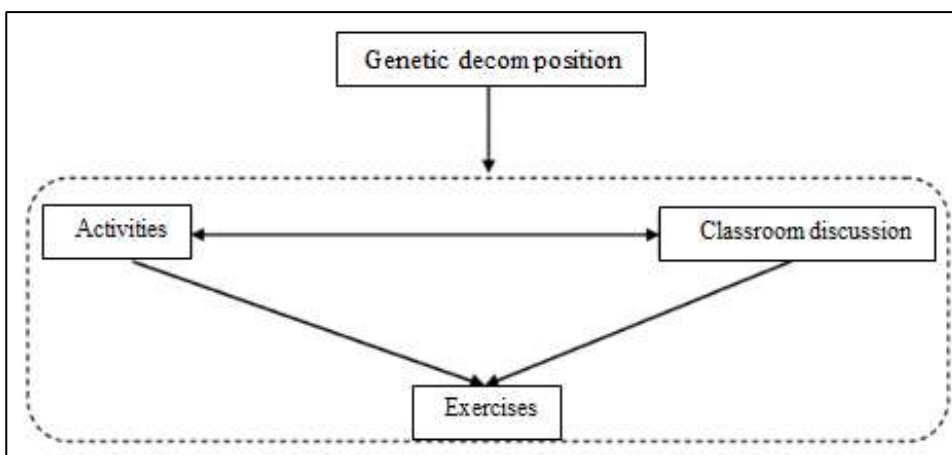 Genetic decomposition
Activities
Classroom discussion
Exercises